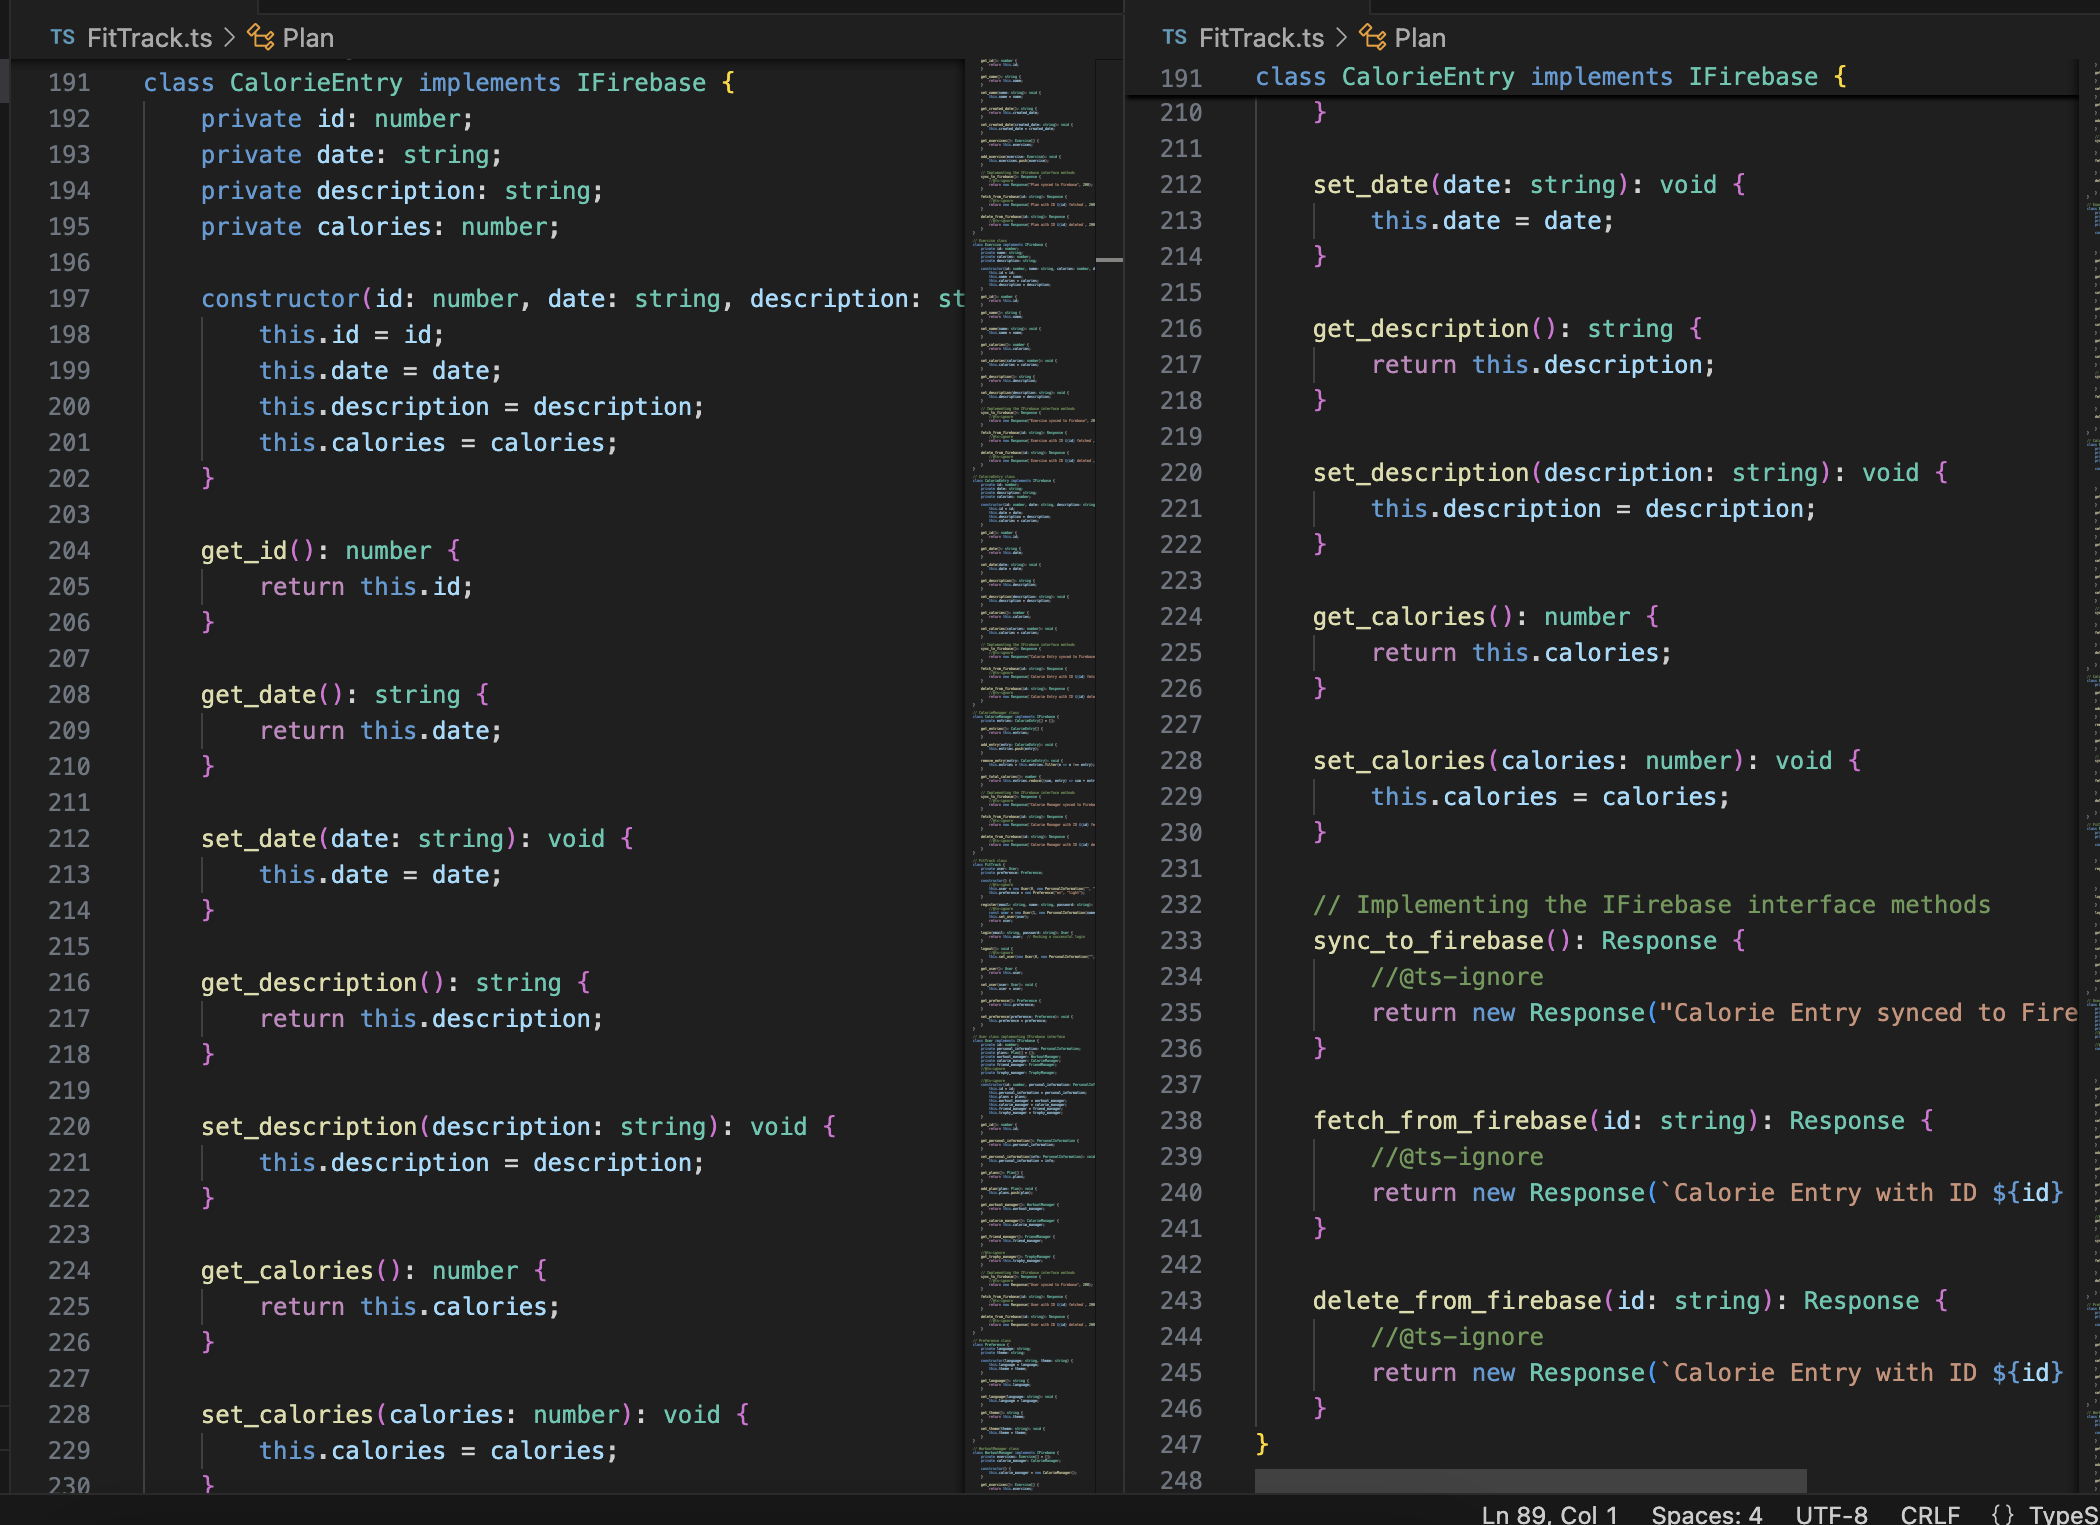 TS FitTrack.ts > Plan
191 class CalorieEntry implements IFirebase {
192 private id: number;
193 private date: string;
194 private description: string;
195 private calories: number;
196
197 constructor(id: number, date: string, description: st
198 this.id = id;
199 this.date = date;
200 this.description = description;
201 this.calories = calories;
202 }
203
204 get_id(): number {
205 return this.id;
206 }
207
208 get_date(): string {
209 return this.date;
210 }
211
212 set_date(date: string): void {
213 this.date = date;
214 }
215
216 get_description(): string {
217 return this.description;
218 }
219
220 set_description(description: string): void {
221 this.description = description;
222 }
223
224 get_calories(): number {
225 return this.calories;
226 }
227
228 set_calories(calories: number): void {
229 this.calories = calories;
230 }
TS FitTrack.ts > Plan
191 class CalorieEntry implements IFirebase {
210 }
211
212 set_date(date: string): void {
213 this.date = date;
214 }
215
216 get_description(): string {
217 return this.description;
218 }
219
220 set_description(description: string): void {
221 this.description = description;
222 }
223
224 get_calories(): number {
225 return this.calories;
226 }
227
228 set_calories(calories: number): void {
229 this.calories = calories;
230 }
231
232 // Implementing the IFirebase interface methods
233 sync_to_firebase(): Response {
234 //@ts-ignore
235 return new Response("Calorie Entry synced to Fire
236 }
237
238 fetch_from_firebase(id: string): Response {
239 //@ts-ignore
240 return new Response(`Calorie Entry with ID ${id}
241 }
242
243 delete_from_firebase(id: string): Response {
244 //@ts-ignore
245 return new Response(`Calorie Entry with ID ${id}
246 }
247 }
248
Ln 89, Col 1 Spaces: 4 UTF-8 CRLF {} TypeS